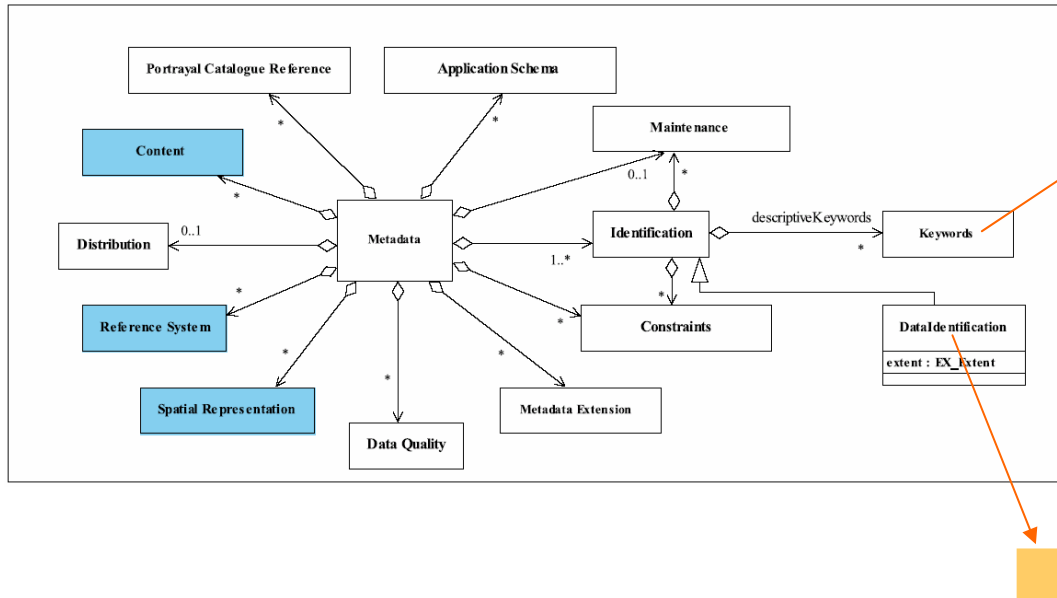 Portrayal Catalogue Reference
Application Schema
*
*
Maintenance
Content
0..1
*
*
descriptiveKeywords
Distribution
0..1
Metadata
Identification
Keywords
1..*
*
*
*
*
Reference System
Constraints
DataIdentification
*
*
extent : EX_Extent
*
Spatial Representation
Metadata Extension
Data Quality